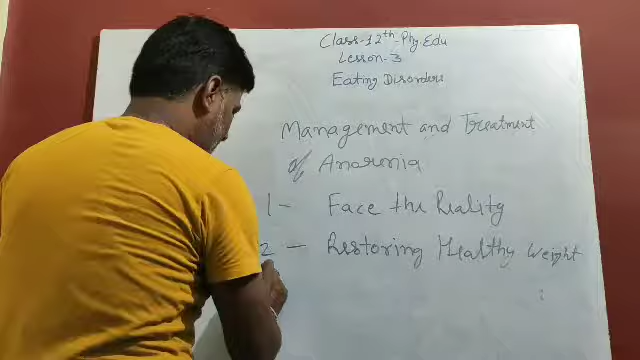 Class-12th Phy. Edu
Lesson-3
Eating Disorders
Management and Treatment
of Anorexia
1- Face the Reality
2 - Restoring Healthy Weight